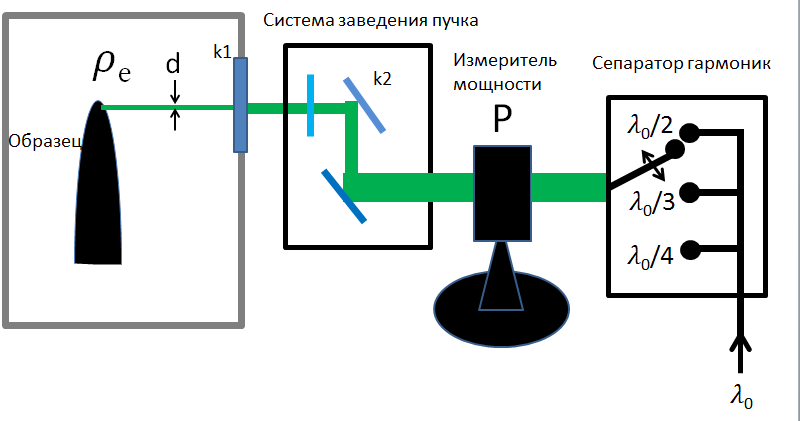 Система заведения пучка
k1
ρe
d
k2
Измеритель
мощности
P
Сепаратор гармоник
Образец
λ0/2
λ0/3
λ0/4
λ0